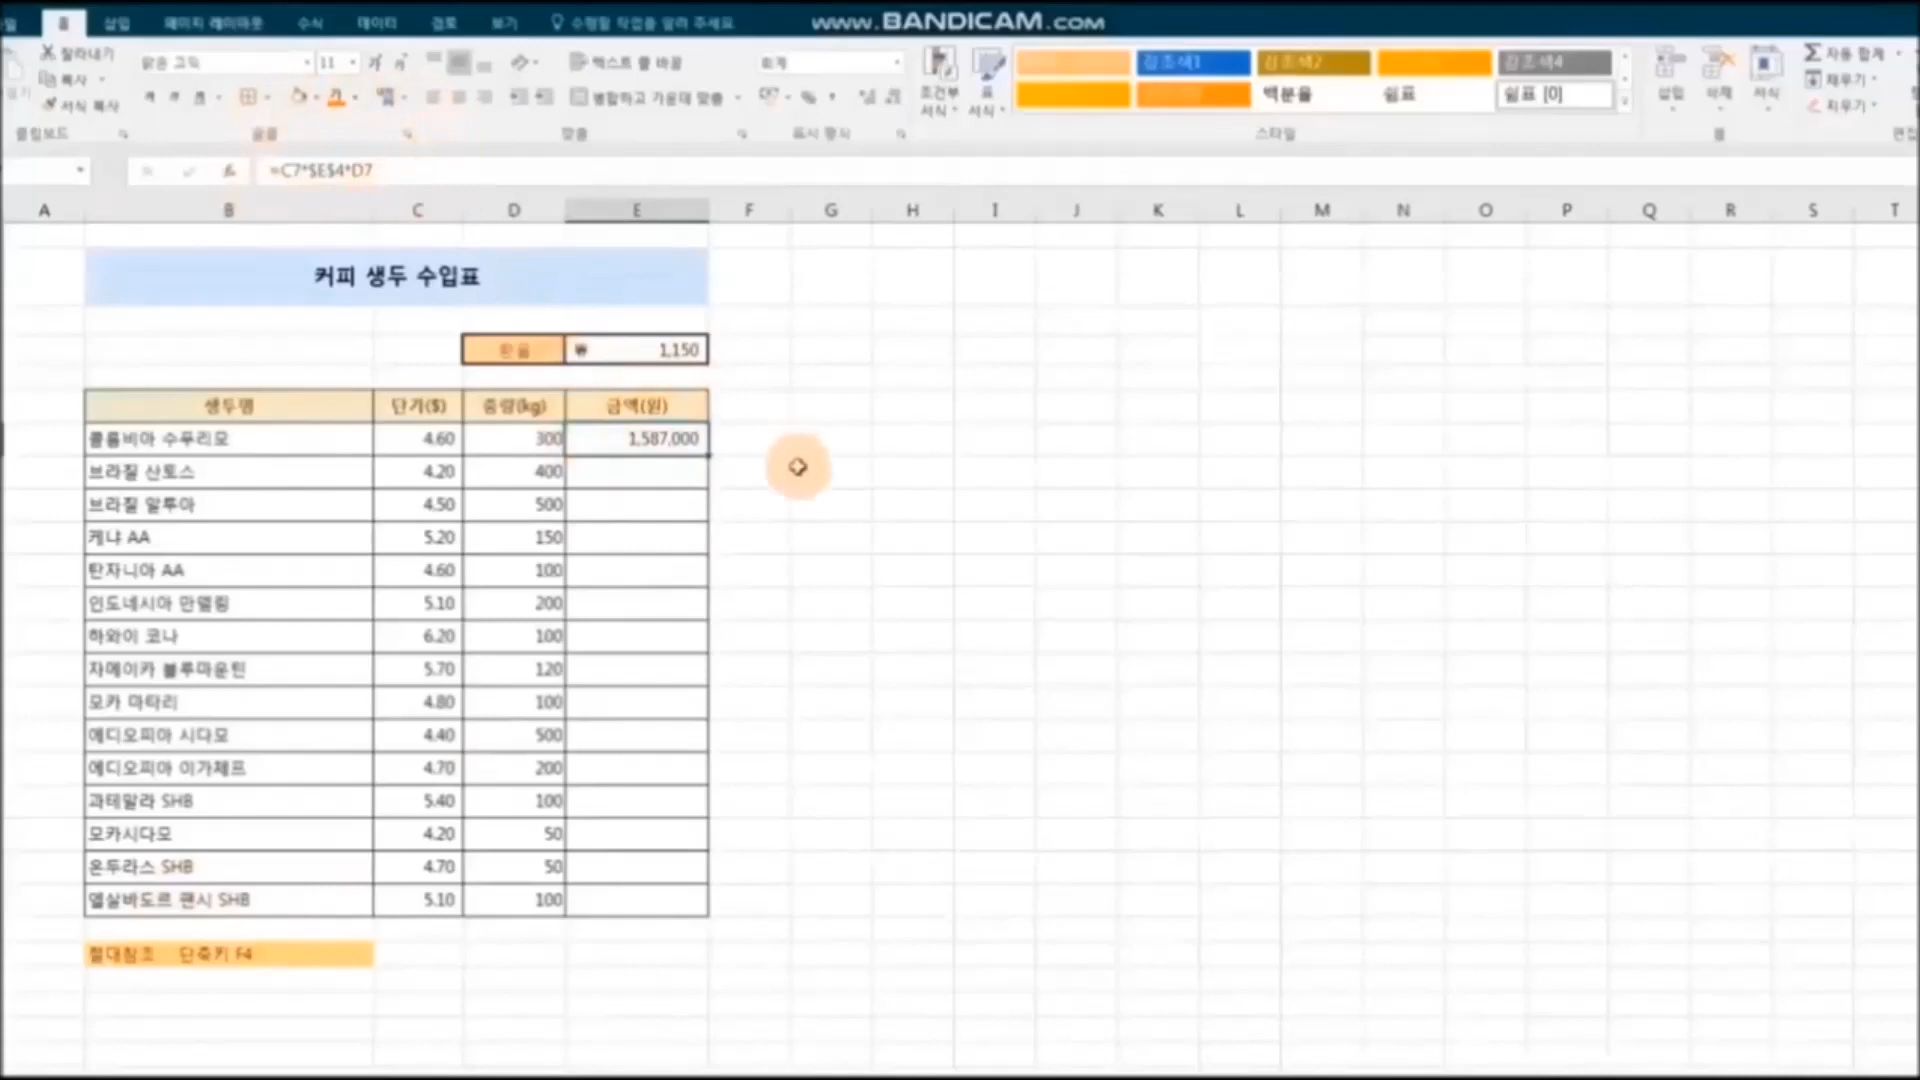 홈 삽입 페이지 레이아웃 수식 데이터 검토 보기 수행할 작업을 알려 주세요.
www.BANDICAM.com
잘라내기
복사
서식 복사
맑은 고딕 11
텍스트 줄 바꿈
병합하고 가운데 맞춤
회계
조건부 서식
표 서식
강조색1 강조색2 강조색4
백분율 쉼표 쉼표 [0]
삽입 삭제 서식
자동 합계
채우기
지우기
클립보드 글꼴 맞춤 표시 형식 스타일 셀 편집
=C7*$E$4*D7
A B C D E F G H I J K L M N O P Q R S T
커피 생두 수입표
환율 ₩ 1,150
생두명 단가($) 중량(kg) 금액(원)
콜롬비아 수푸리모 4.60 300 1,587,000
브라질 산토스 4.20 400
브라질 알투아 4.50 500
케냐 AA 5.20 150
탄자니아 AA 4.60 100
인도네시아 만델링 5.10 200
하와이 코나 6.20 100
자메이카 블루마운틴 5.70 120
모카 마타리 4.80 100
에디오피아 시다모 4.40 500
에디오피아 이가체프 4.70 200
과테말라 SHB 5.40 100
모카시다모 4.20 50
온두라스 SHB 4.70 50
엘살바도르 팬시 SHB 5.10 100
절대참조 단축키 F4